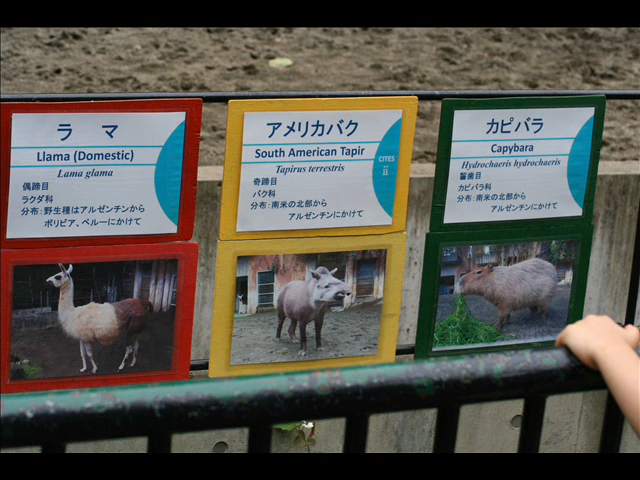 ラマ
Llama (Domestic)
Lama glama
偶蹄目
ラクダ科
分布：野生種はアルゼンチンから
ボリビア、ペルーにかけて
アメリカバク
South American Tapir
Tapirus terrestris
CITES
II
奇蹄目
バク科
分布：南米の北部から
アルゼンチンにかけて
カピバラ
Capybara
Hydrochaeris hydrochaeris
齧歯目
カピバラ科
分布：南米の北部から
アルゼンチンにかけて